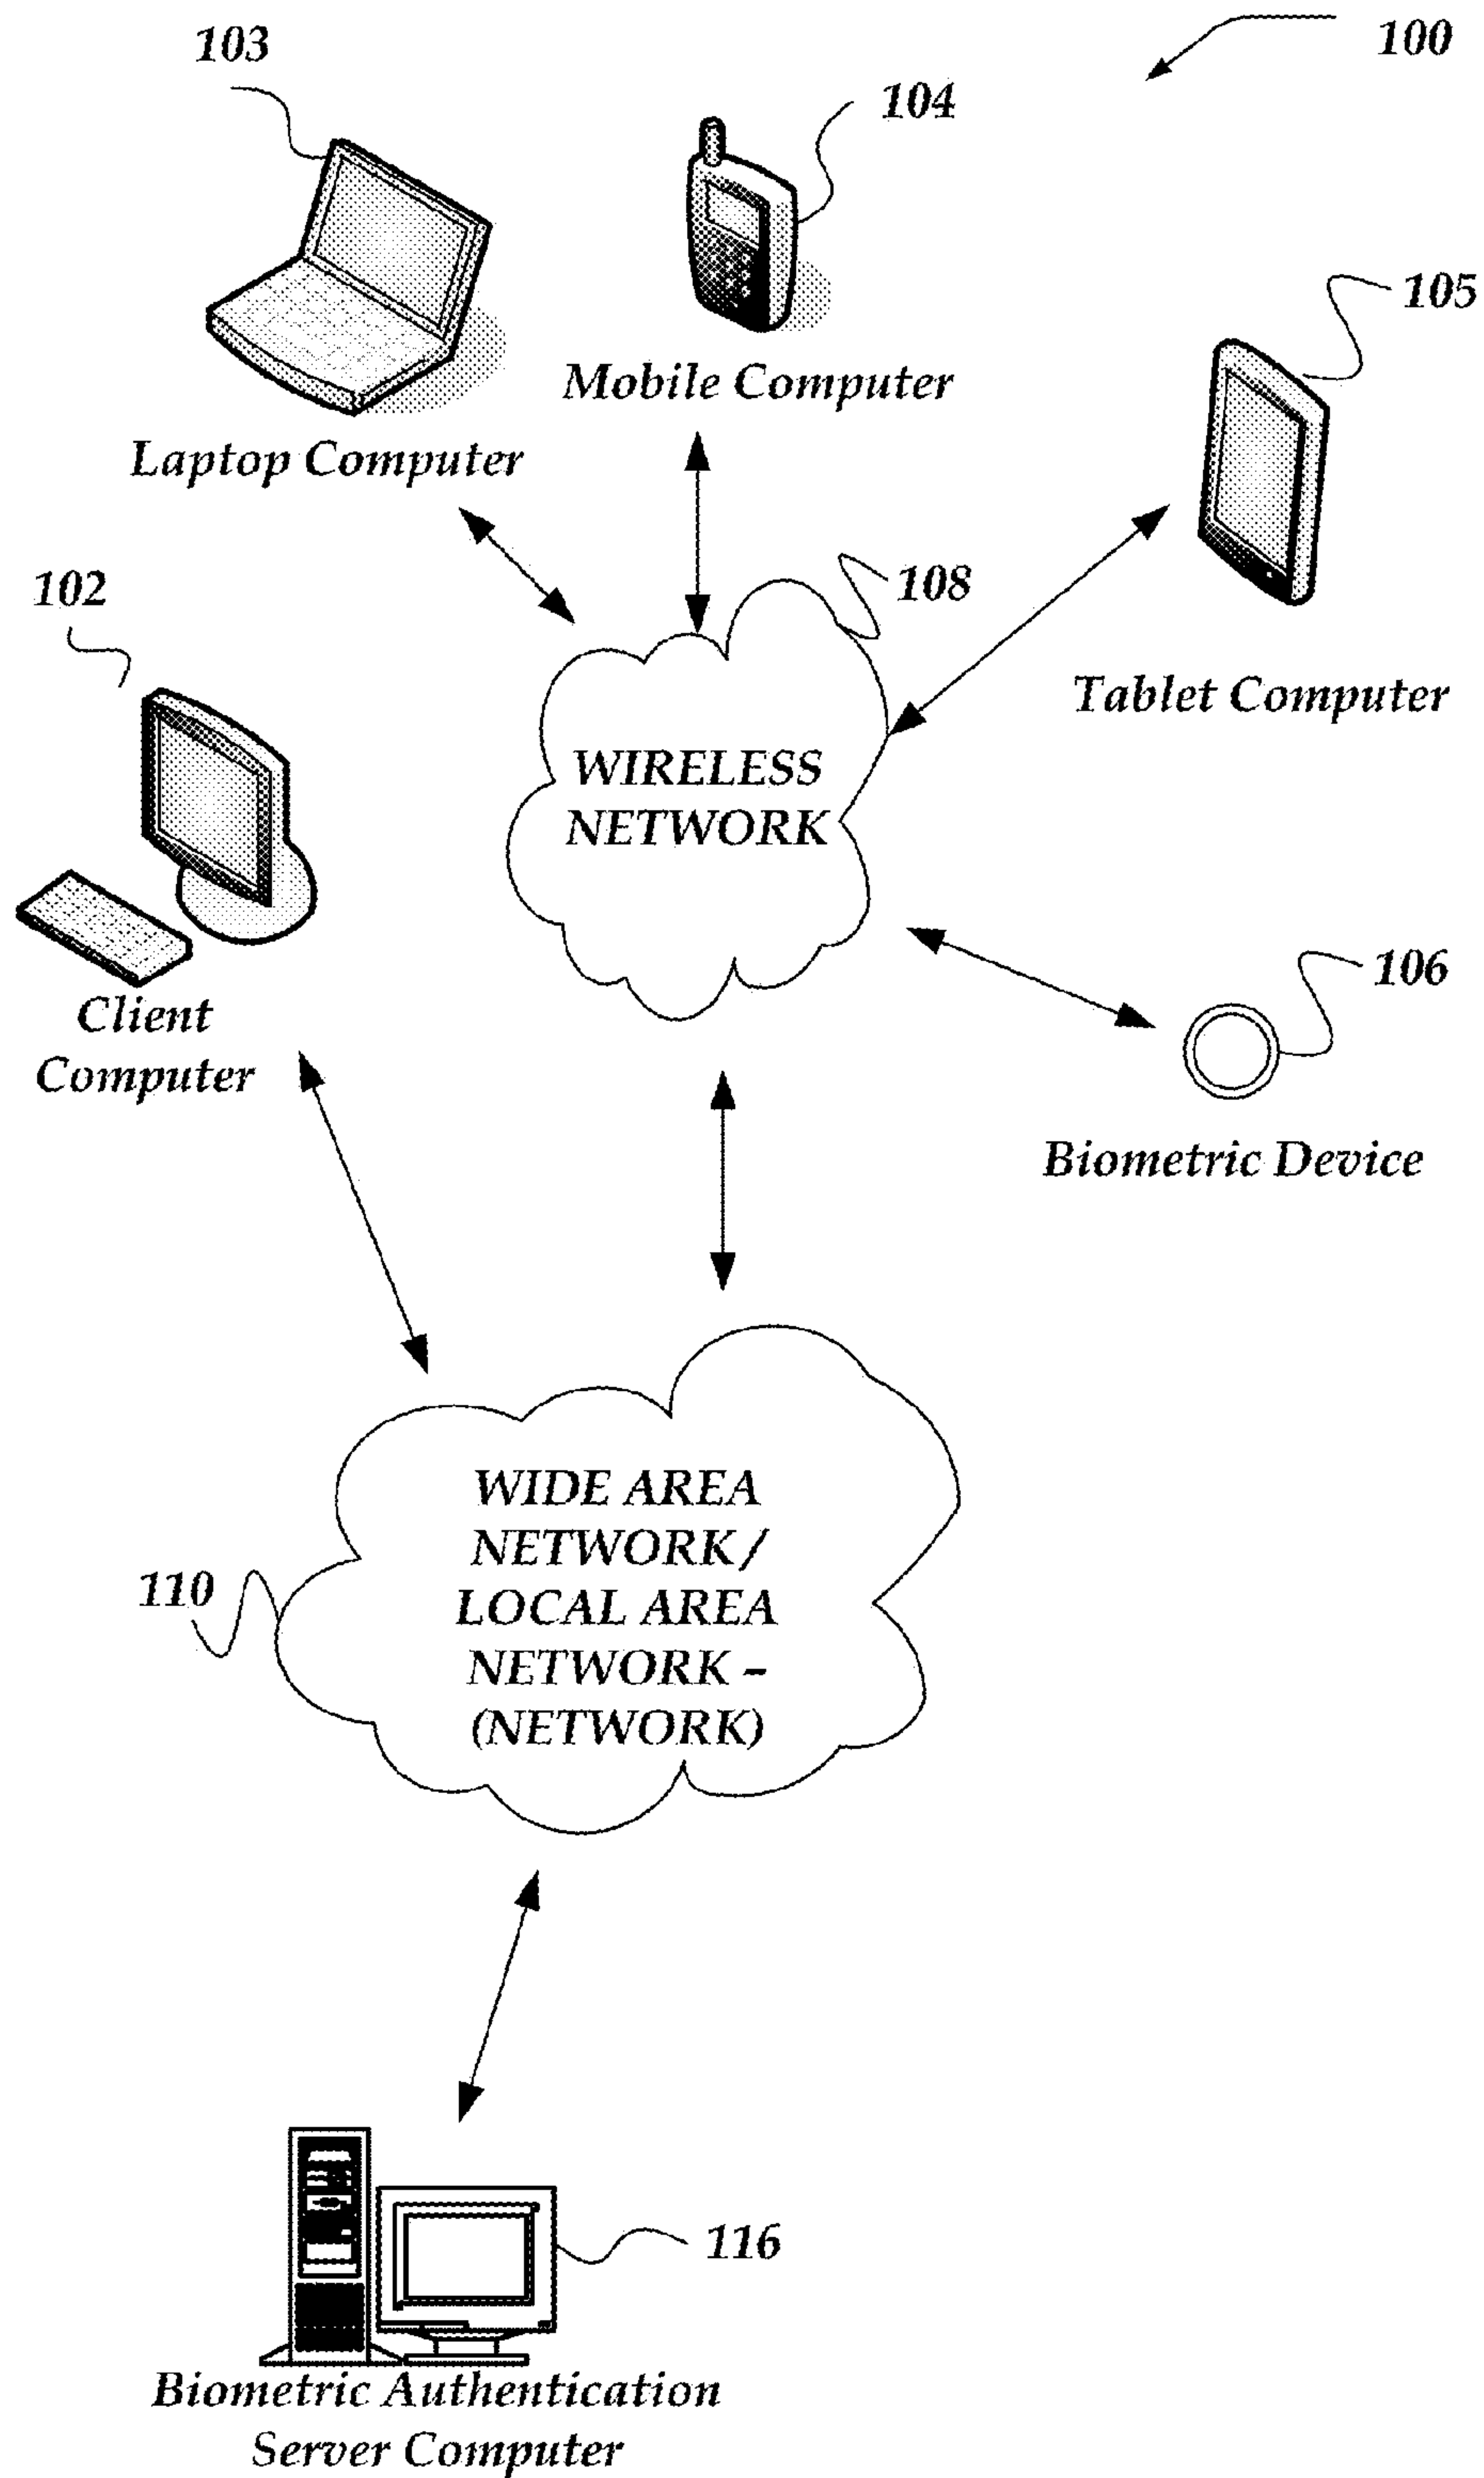 100
103
104
105
Mobile Computer
Laptop Computer
102
108
Tablet Computer
WIRELESS
NETWORK
106
Client
Computer
Biometric Device
WIDE AREA
NETWORK/
LOCAL AREA
NETWORK –
(NETWORK)
110
116
Biometric Authentication
Server Computer